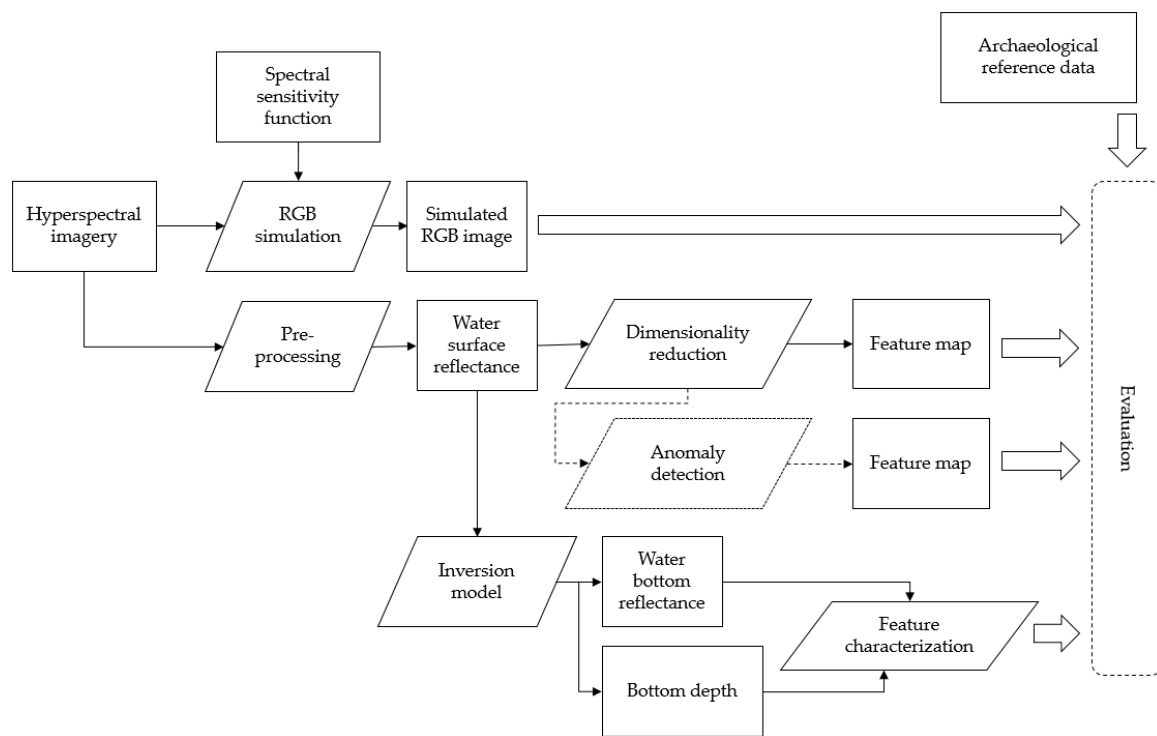 Archaeological
reference data
Spectral
sensitivity
function
Hyperspectral
imagery
RGB
simulation
Simulated
RGB image
Pre-
processing
Water
surface
reflectance
Dimensionality
reduction
Feature map
Anomaly
detection
Feature map
Evaluation
Inversion
model
Water
bottom
reflectance
Feature
characterization
Bottom depth